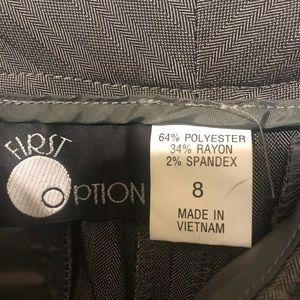 FIRST
OPTION
64% POLYESTER
34% RAYON
2% SPANDEX
8
MADE IN
VIETNAM